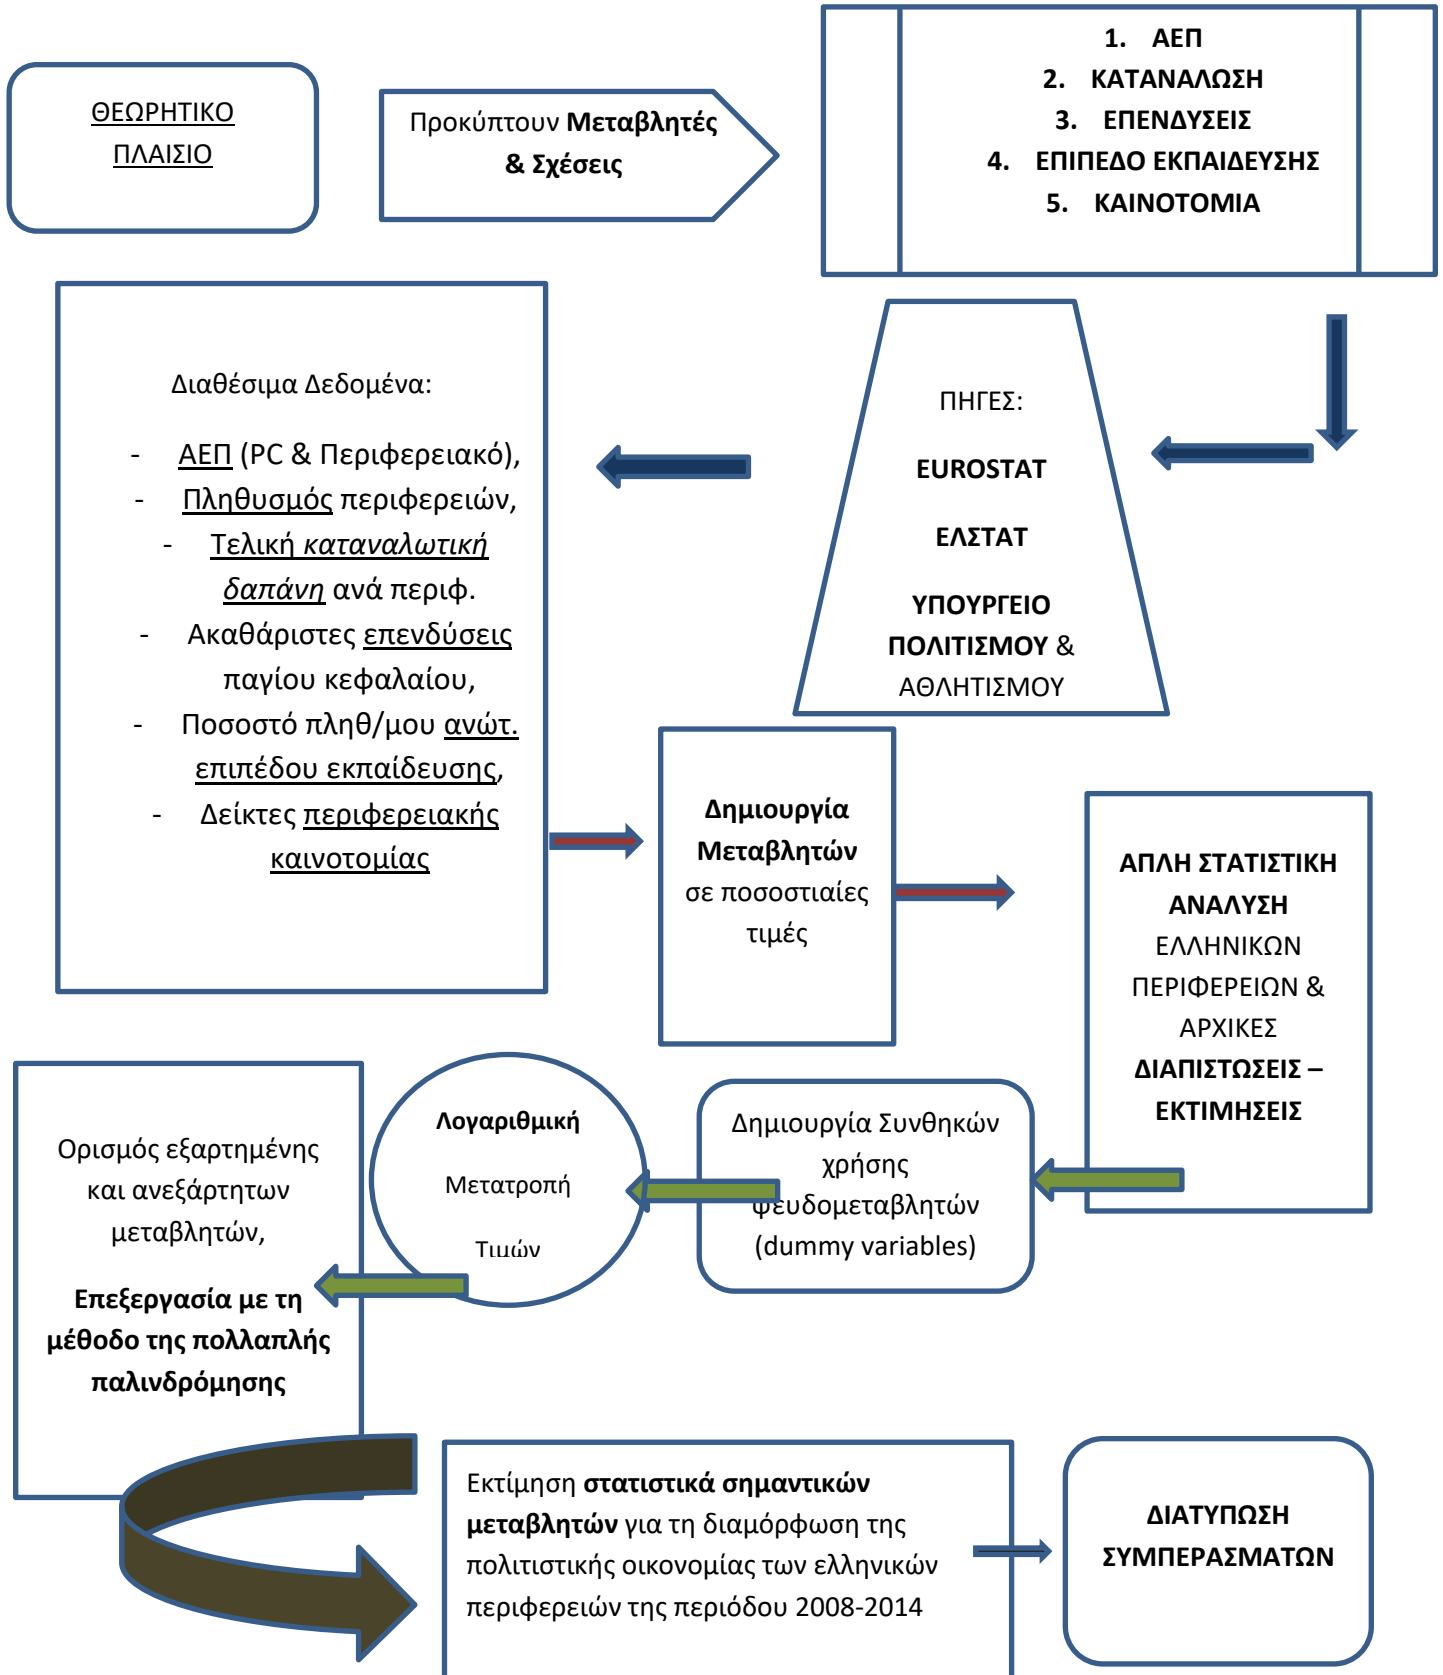 ΘΕΩΡΗΤΙΚΟ
ΠΛΑΙΣΙΟ
Προκύπτουν Μεταβλητές
& Σχέσεις
1. ΑΕΠ
2. ΚΑΤΑΝΑΛΩΣΗ
3. ΕΠΕΝΔΥΣΕΙΣ
4. ΕΠΙΠΕΔΟ ΕΚΠΑΙΔΕΥΣΗΣ
5. ΚΑΙΝΟΤΟΜΙΑ
ΠΗΓΕΣ:
EUROSTAT
ΕΛΣΤΑΤ
ΥΠΟΥΡΓΕΙΟ
ΠΟΛΙΤΙΣΜΟΥ &
ΑΘΛΗΤΙΣΜΟΥ
Διαθέσιμα Δεδομένα:
- ΑΕΠ (PC & Περιφερειακό),
- Πληθυσμός περιφερειών,
- Τελική καταναλωτική
δαπάνη ανά περιφ.
- Ακαθάριστες επενδύσεις
παγίου κεφαλαίου,
- Ποσοστό πληθ/μου ανώτ.
επιπέδου εκπαίδευσης,
- Δείκτες περιφερειακής
καινοτομίας
Δημιουργία
Μεταβλητών
σε ποσοστιαίες
τιμές
ΑΠΛΗ ΣΤΑΤΙΣΤΙΚΗ
ΑΝΑΛΥΣΗ
ΕΛΛΗΝΙΚΩΝ
ΠΕΡΙΦΕΡΕΙΩΝ &
ΑΡΧΙΚΕΣ
ΔΙΑΠΙΣΤΩΣΕΙΣ –
ΕΚΤΙΜΗΣΕΙΣ
Δημιουργία Συνθηκών
χρήσης
ψευδομεταβλητών
(dummy variables)
Λογαριθμική
Μετατροπή
Τιμών
Ορισμός εξαρτημένης
και ανεξάρτητων
μεταβλητών,
Επεξεργασία με τη
μέθοδο της πολλαπλής
παλινδρόμησης
Εκτίμηση στατιστικά σημαντικών
μεταβλητών για τη διαμόρφωση της
πολιτιστικής οικονομίας των ελληνικών
περιφερειών της περιόδου 2008-2014
ΔΙΑΤΥΠΩΣΗ
ΣΥΜΠΕΡΑΣΜΑΤΩΝ